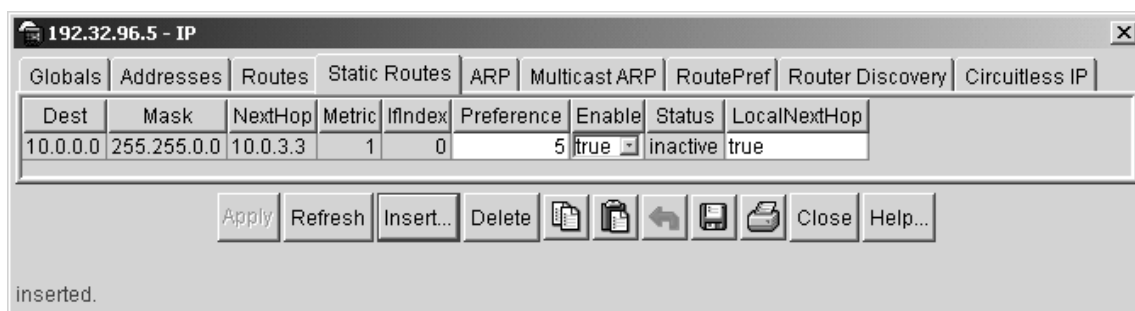 192.32.96.5 - IP
Globals Addresses Routes Static Routes ARP Multicast ARP RoutePref Router Discovery Circuitless IP
Dest Mask NextHop Metric IfIndex Preference Enable Status LocalNextHop
10.0.0.0 255.255.0.0 10.0.3.3 1 0 5 true inactive true
Apply Refresh Insert... Delete Close Help...
inserted.